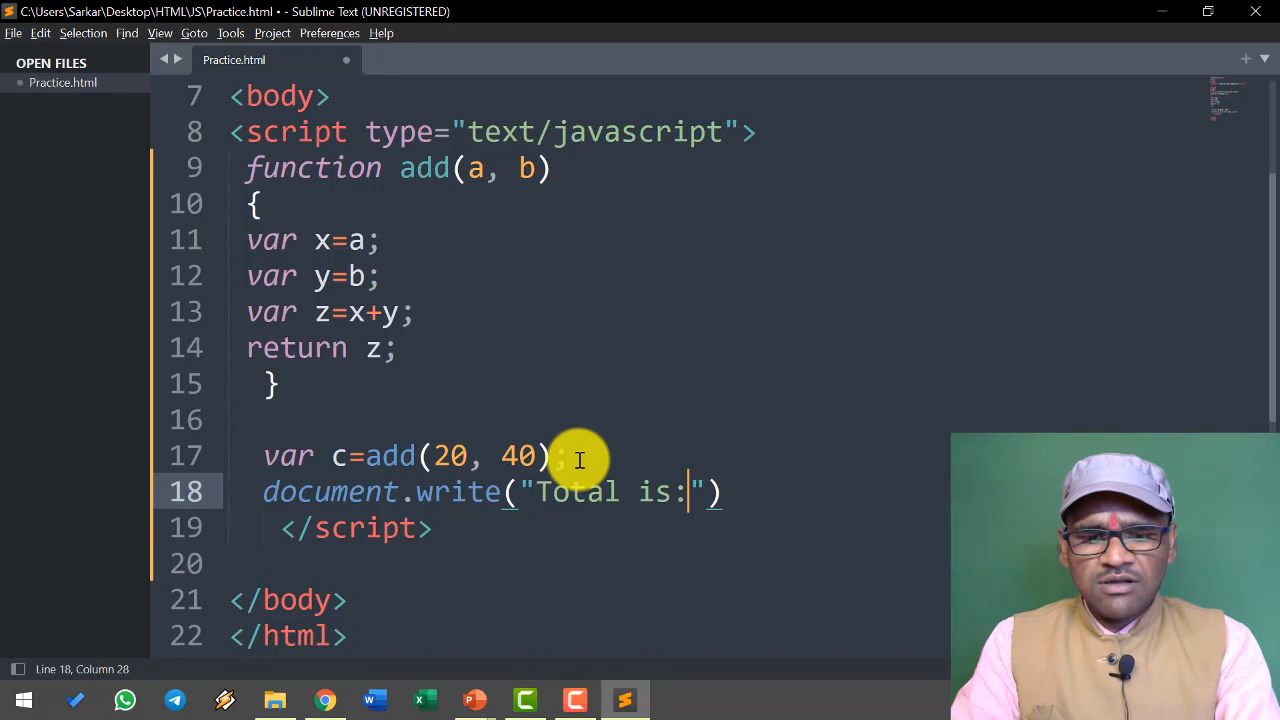 C:\Users\Sarkar\Desktop\HTML\JS\Practice.html • - Sublime Text (UNREGISTERED)
File Edit Selection Find View Goto Tools Project Preferences Help
OPEN FILES
Practice.html
Practice.html
7 <body>
8 <script type="text/javascript">
9 function add(a, b)
10 {
11 var x=a;
12 var y=b;
13 var z=x+y;
14 return z;
15 }
16
17 var c=add(20, 40);
18 document.write("Total is:")
19 </script>
20
21 </body>
22 </html>
Line 18, Column 28